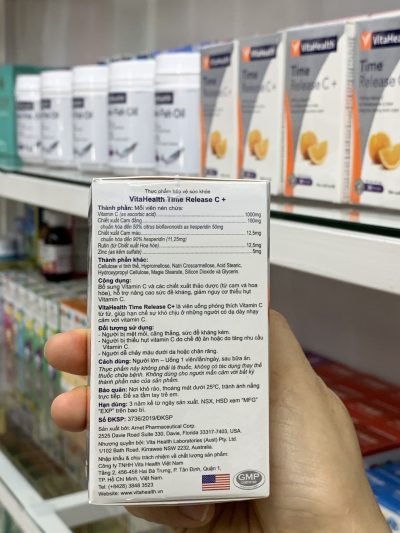 Thực phẩm bảo vệ sức khỏe
VitaHealth Time Release C +
Thành phần: Mỗi viên nén chứa:
Vitamin C (as ascorbic acid) 1000mg
Chiết xuất Cam đắng 100mg
chuẩn hóa đến 50% citrus bioflavonoids as hesperidin 50mg
Chiết xuất Cam máu 12,5mg
chuẩn hóa đến 90% hesperidin (11,25mg)
Rutin (từ Chiết xuất Hoa hòe) 12,5mg
Zinc (as kẽm sulfate) 5mg
Thành phần khác:
Cellulose vi tinh thể, Hypromellose, Natri Croscarmellose, Acid Stearic,
Hydroxypropyl Cellulose, Magie Stearate, Silicon Dioxide và Glycerin.
Công dụng:
Bổ sung Vitamin C và các chiết xuất thảo dược (từ cam và hoa
hòe), hỗ trợ nâng cao sức đề kháng, giảm nguy cơ thiếu hụt
Vitamin C.
VitaHealth Time Release C+ là viên uống phóng thích Vitamin C
từ từ, giúp hạn chế sự khó chịu ở những người có dạ dày nhạy
cảm với vitamin C.
Đối tượng sử dụng:
- Người bị mệt mỏi, căng thẳng, sức đề kháng kém.
- Người bị thiếu hụt vitamin C do chế độ ăn hoặc do tăng nhu cầu
Vitamin C.
- Người dễ chảy máu dưới da hoặc chân răng.
Cách dùng: Người lớn - Uống 1 viên/lần/ngày, sau bữa ăn.
Thực phẩm này không phải là thuốc, không có tác dụng thay thế
thuốc chữa bệnh. Không dùng cho người mẫn cảm với bất kỳ
thành phần nào của sản phẩm.
Bảo quản: Nơi khô ráo, thoáng mát dưới 25°C, tránh ánh nắng
trực tiếp. Để xa tầm tay trẻ em.
Hạn dùng: 3 năm kể từ ngày sản xuất. NSX, HSD xem "MFG"
"EXP" trên bao bì.
Số ĐKSP: 3736/2019/ĐKSP
Sản xuất bởi: Arnet Pharmaceutical Corp.
2525 Davie Road Suite 330, Davie, Florida 33317-7403, USA.
Nhượng quyền bởi: Vita Health Laboratories (Aust) Pty. Ltd.
1/102 Bath Road, Kirrawee NSW 2232, Australia.
Nhập khẩu & chịu trách nhiệm về chất lượng sản phẩm:
Công ty TNHH Vita Health Việt Nam
Tầng 2, 456-458 Hai Bà Trưng, P. Tân Định, Quận 1,
TP. Hồ Chí Minh, Việt Nam
Tel: (+8428) 3848 3523
Website: www.vitahealth.vn
GMP
VitaHealth
Time
Release C+
VitaHealth
Time
Release C+
Time
Release C+
Fish Oil